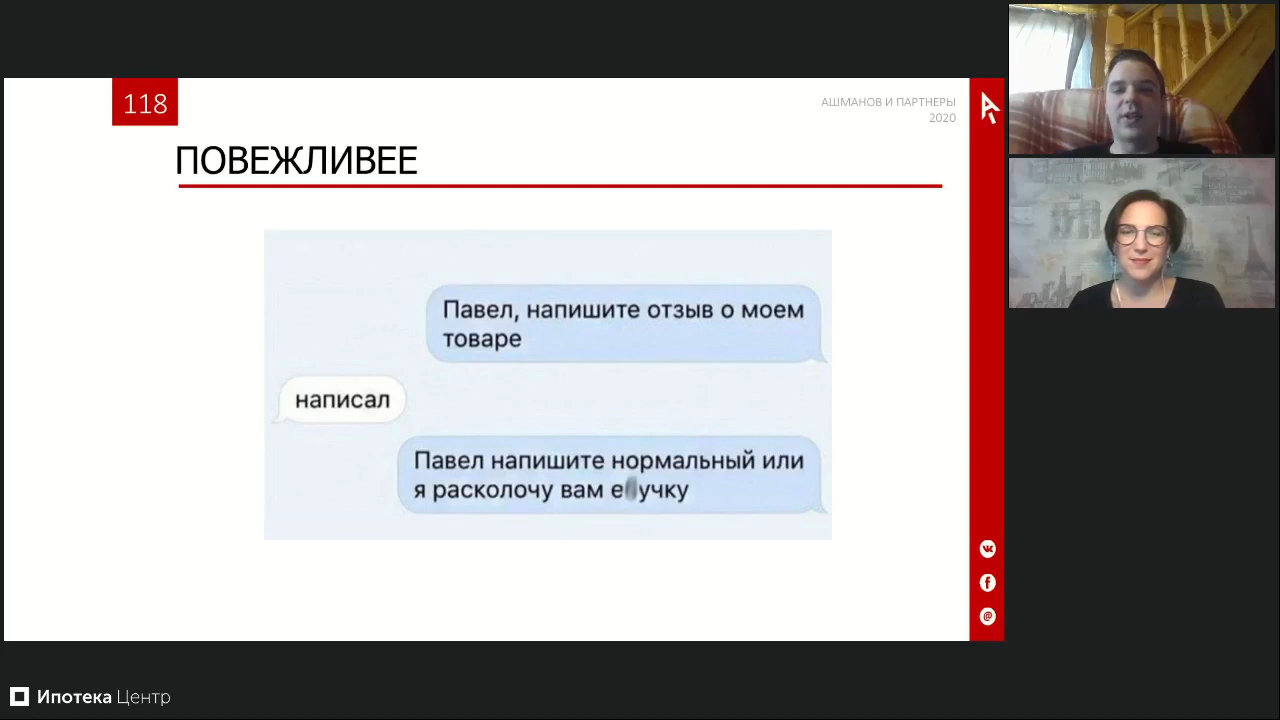 118
АШМАНОВ И ПАРТНЕРЫ
2020
ПОВЕЖЛИВЕЕ
Павел, напишите отзыв о моем
товаре
написал
Павел напишите нормальный или
я расколочу вам
Ипотека Центр